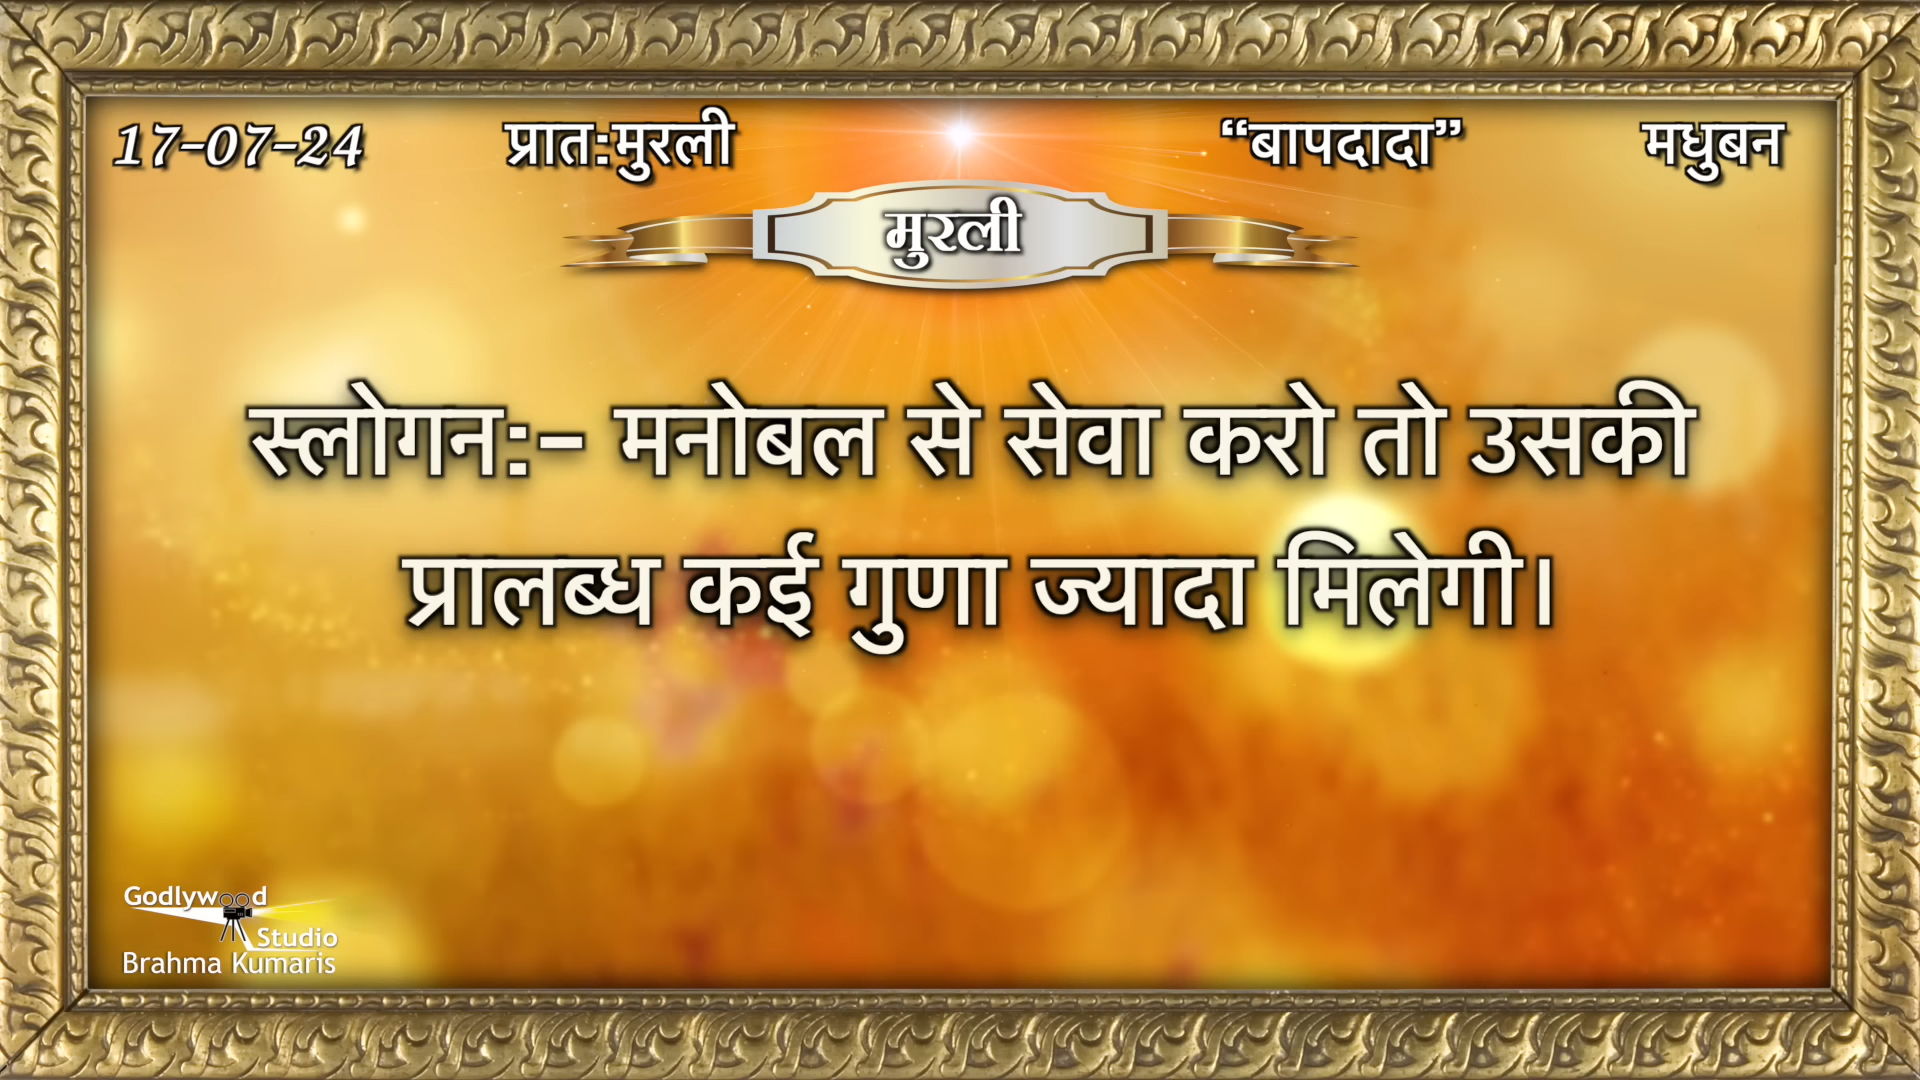 17-07-24 प्रात:मुरली “बापदादा” मधुबन
मुरली
स्लोगन:- मनोबल से सेवा करो तो उसकी
प्रालब्ध कई गुणा ज्यादा मिलेगी।
Godlywood
Studio
Brahma Kumaris